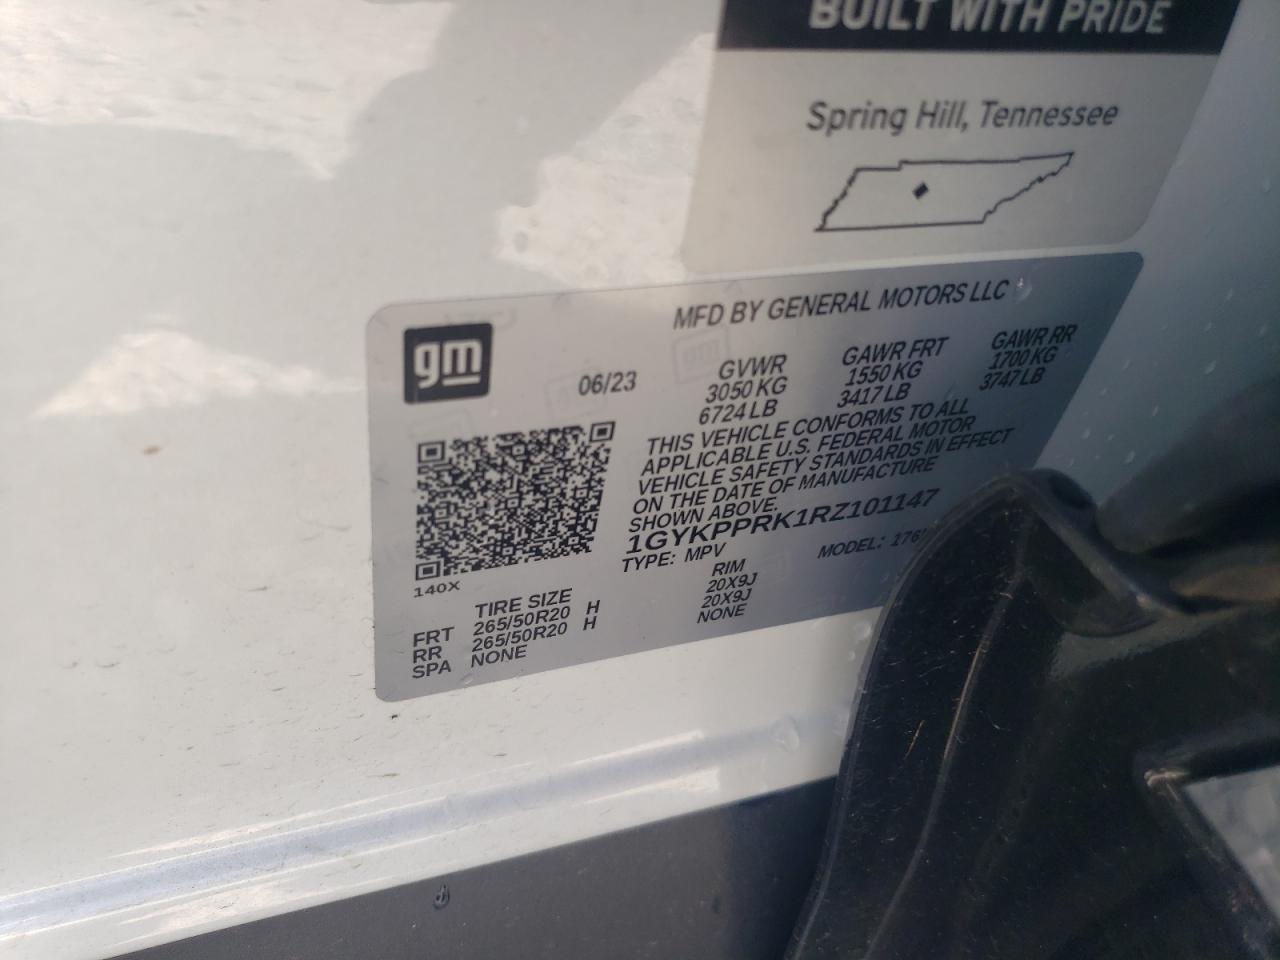 BUILT WITH PRIDE
Spring Hill, Tennessee
gm
MFD BY GENERAL MOTORS LLC
06/23
GVWR GAWR FRT GAWR RR
3050 KG 1550 KG 1700 KG
6724 LB 3417 LB 3747 LB
THIS VEHICLE CONFORMS TO ALL
APPLICABLE U.S. FEDERAL MOTOR
VEHICLE SAFETY STANDARDS IN EFFECT
ON THE DATE OF MANUFACTURE
SHOWN ABOVE.
1GYKPPRK1RZ101147
TYPE: MPV MODEL:
140X
TIRE SIZE RIM
FRT 265/50R20 H 20X9J
RR 265/50R20 H 20X9J
SPA NONE NONE